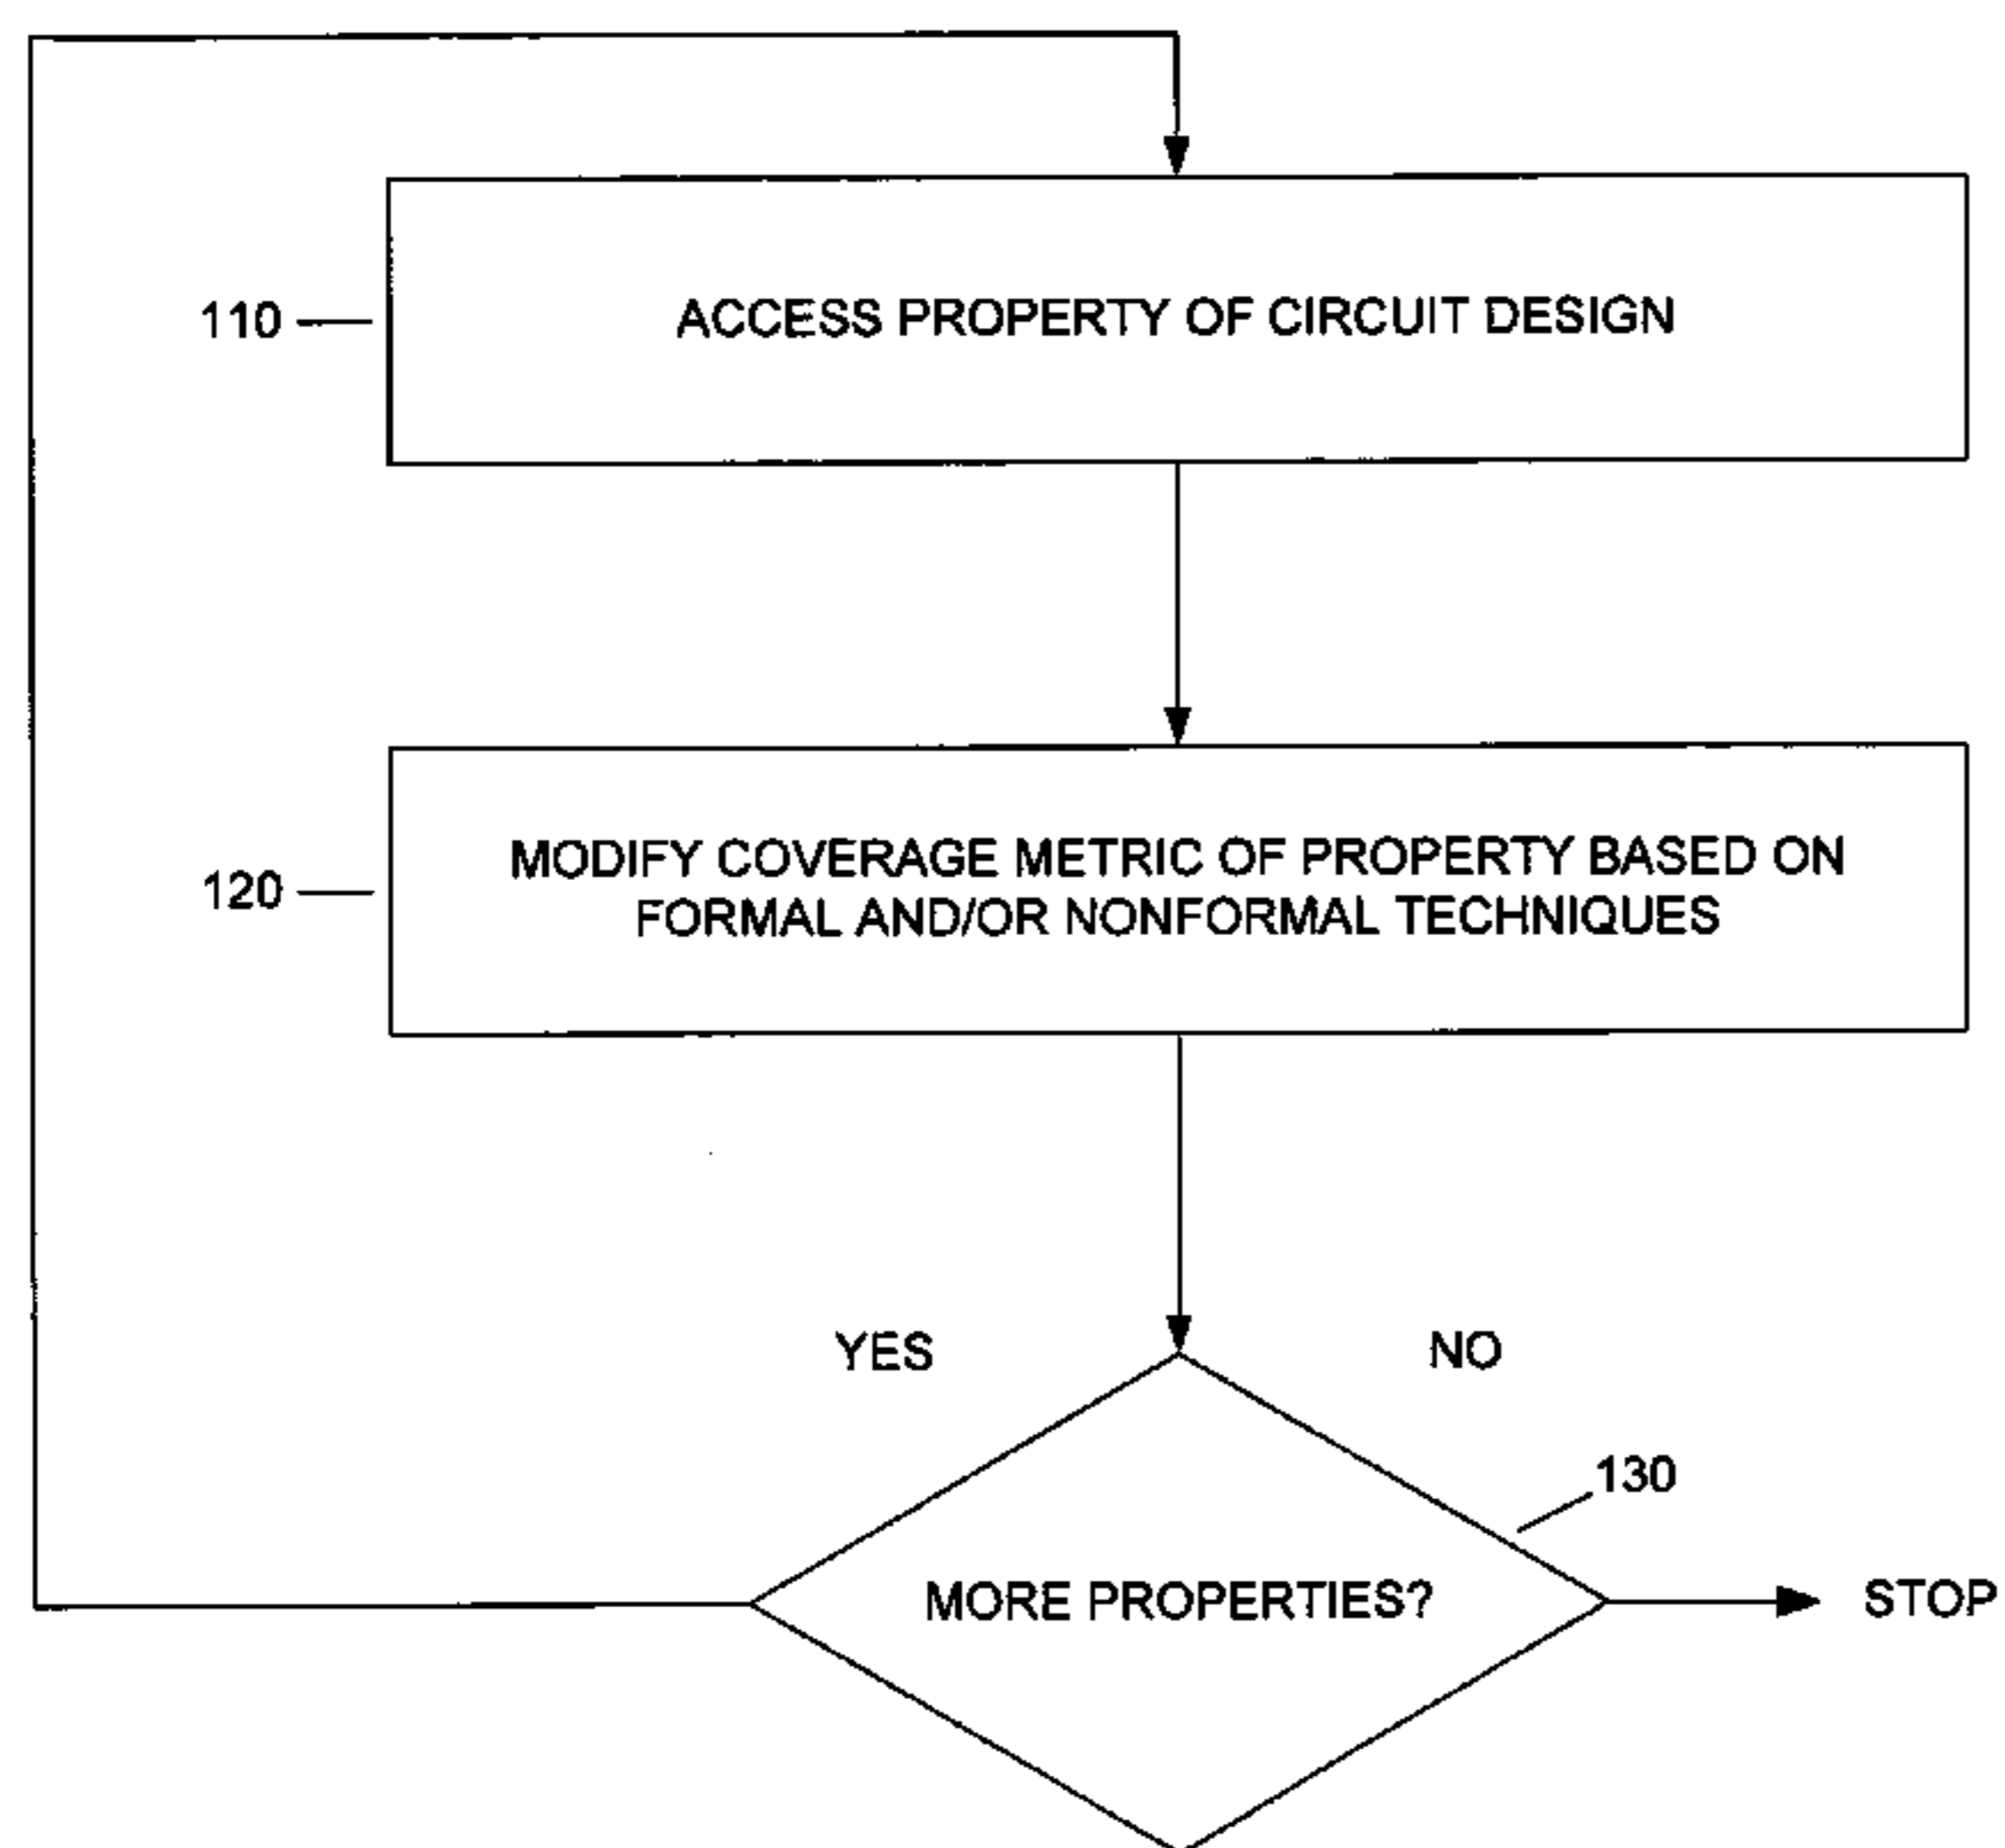 110
ACCESS PROPERTY OF CIRCUIT DESIGN
120
MODIFY COVERAGE METRIC OF PROPERTY BASED ON
FORMAL AND/OR NONFORMAL TECHNIQUES
YES
NO
130
MORE PROPERTIES?
STOP